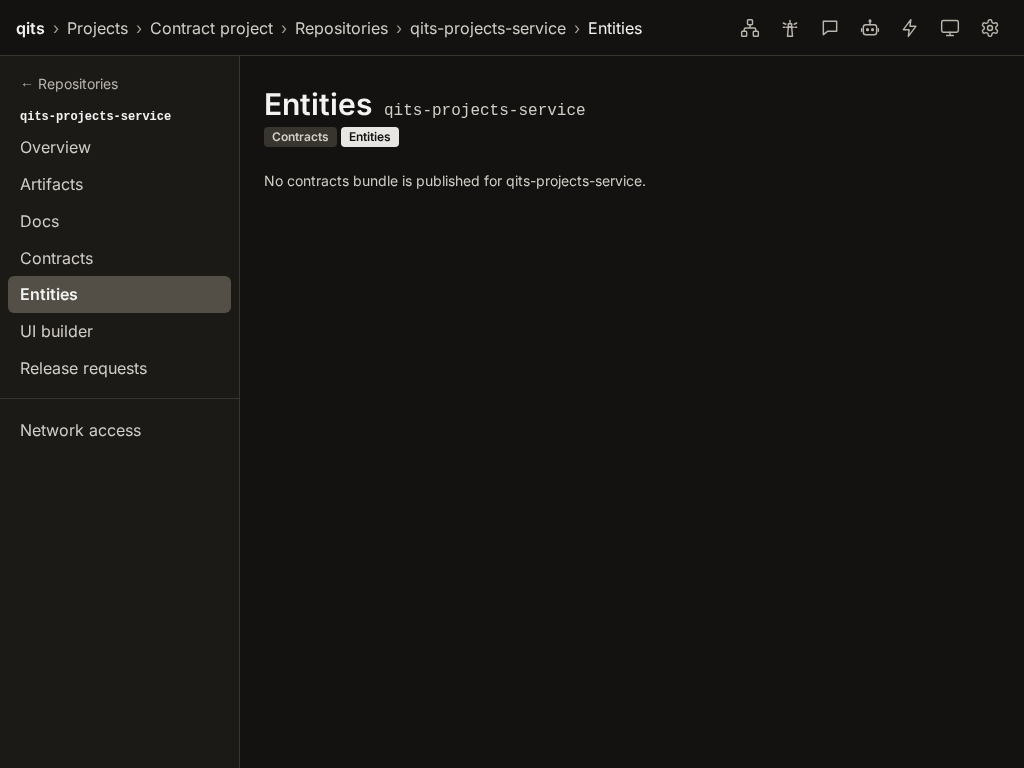 qits › Projects › Contract project › Repositories › qits-projects-service › Entities
← Repositories
qits-projects-service
Overview
Artifacts
Docs
Contracts
Entities
UI builder
Release requests
Network access
Entities qits-projects-service
Contracts Entities
No contracts bundle is published for qits-projects-service.